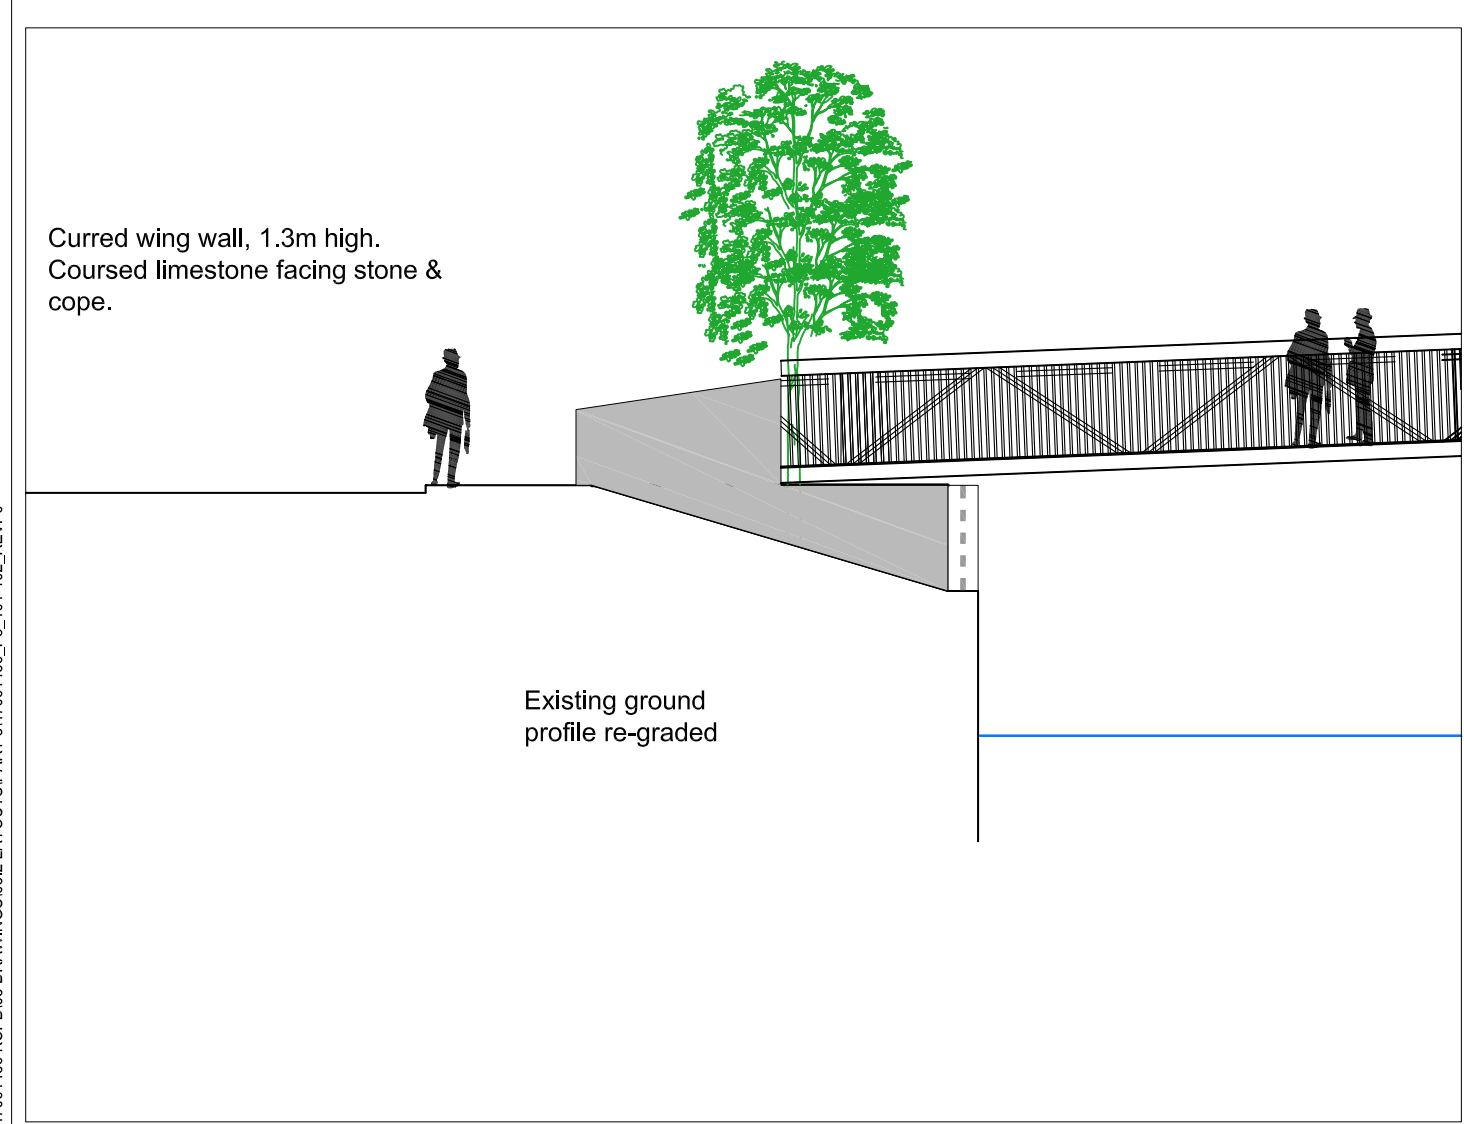 Curred wing wall, 1.3m high.
Coursed limestone facing stone &
cope.
Existing ground
profile re-graded